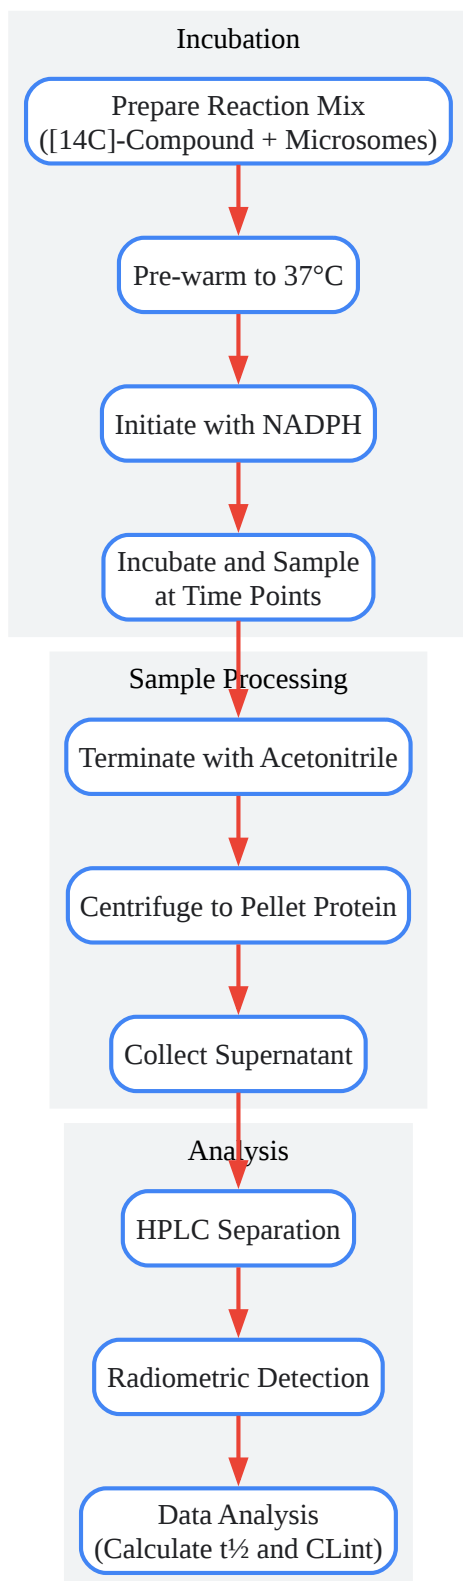 Incubation
Prepare Reaction Mix
([14C]-Compound + Microsomes)
Pre-warm to 37°C
Initiate with NADPH
Incubate and Sample
at Time Points
Sample Processing
Terminate with Acetonitrile
Centrifuge to Pellet Protein
Collect Supernatant
Analysis
HPLC Separation
Radiometric Detection
Data Analysis
(Calculate t½ and CLint)